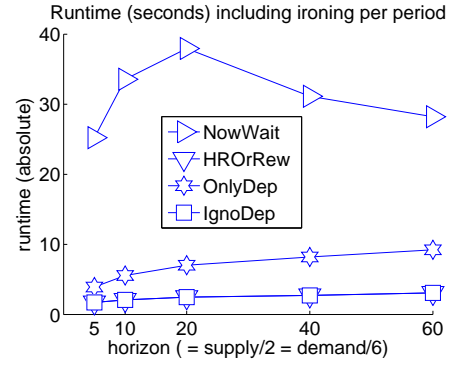 Runtime (seconds) including ironing per period
40
30
20
10
0
runtime (absolute)
NowWait
HROrRew
OnlyDep
IgnoDep
5 10 20 40 60
horizon ( = supply/2 = demand/6)